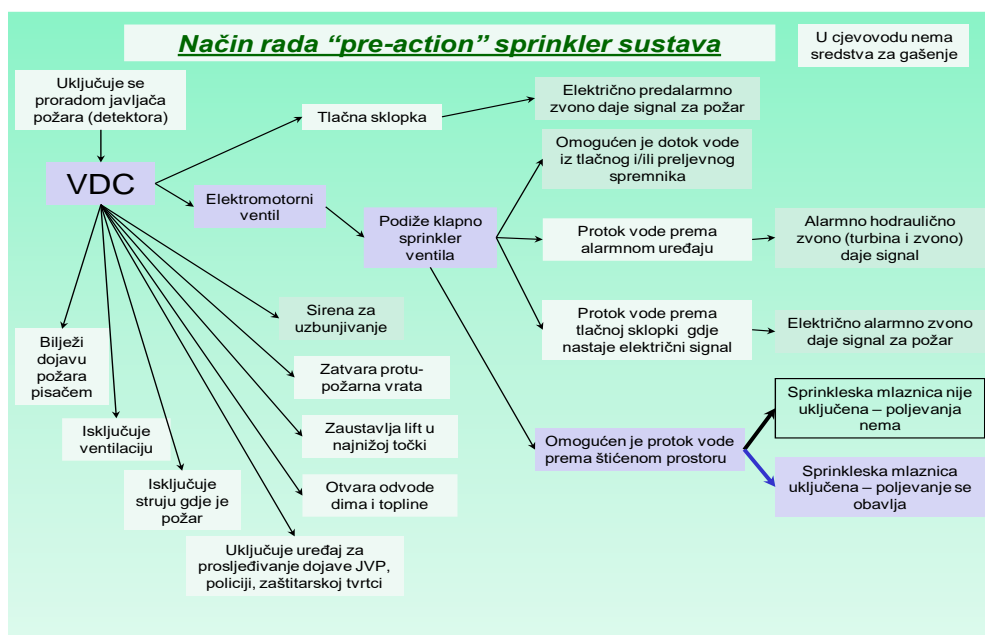 Način rada “pre-action” sprinkler sustava
U cjevovodu nema
sredstva za gašenje
Uključuje se
proradom javljača
požara (detektora)
VDC
Tlačna sklopka
Električno predalarmno
zvono daje signal za požar
Elektromotorni
ventil
Podiže klapno
sprinkler
ventila
Omogućen je dotok vode
iz tlačnog i/ili preljevnog
spremnika
Protok vode prema
alarmnom uređaju
Alarmno hodraulično
zvono (turbina i zvono)
daje signal
Protok vode prema
tlačnoj sklopki  gdje
nastaje električni signal
Električno alarmno zvono
daje signal za požar
Sirena za
uzbunjivanje
Bilježi
dojavu
požara
pisačem
Zatvara protu-
požarna vrata
Isključuje
ventilaciju
Zaustavlja lift u
najnižoj točki
Omogućen je protok vode
prema štićenom prostoru
Sprinkleska mlaznica nije
uključena – poljevanja
nema
Sprinkleska mlaznica
uključena – poljevanje se
obavlja
Isključuje
struju gdje je
požar
Otvara odvode
dima i topline
Uključuje uređaj za
prosljeđivanje dojave JVP,
policiji, zaštitarskoj tvrtci